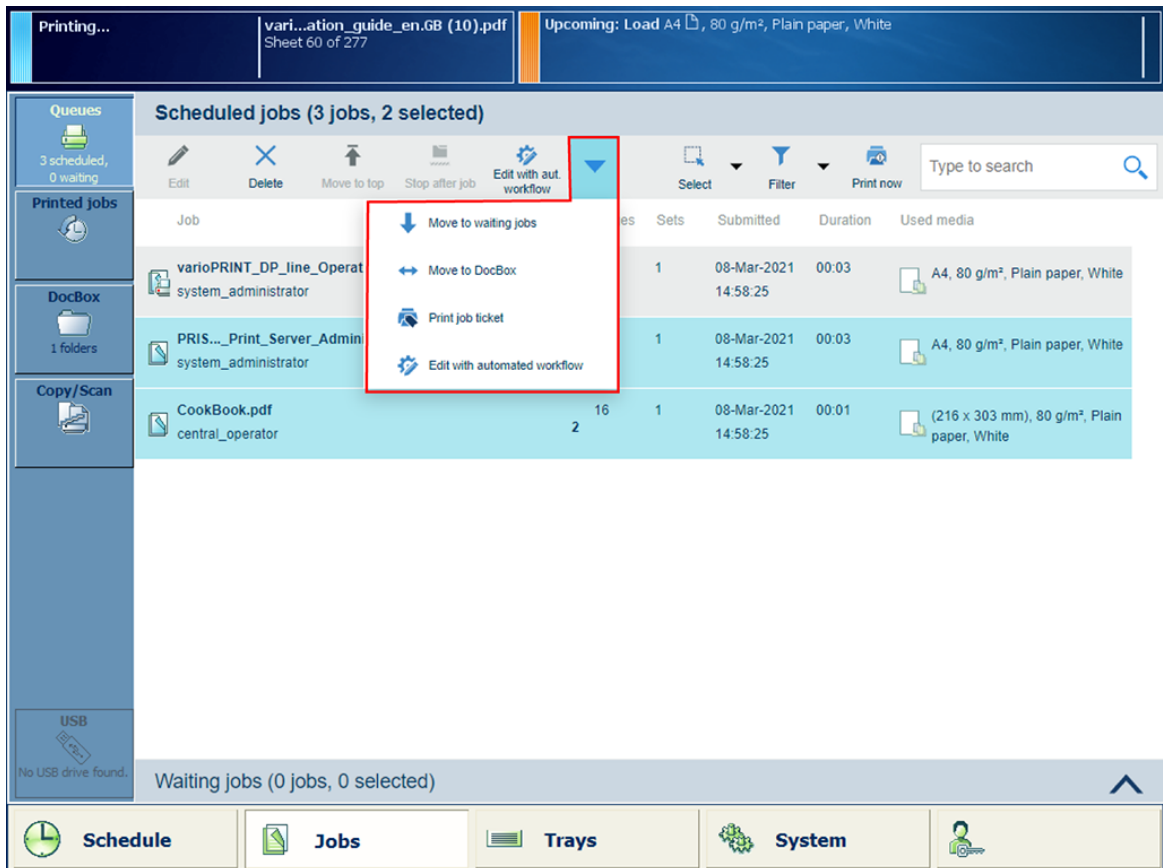 Printing...
vari...ation_guide_en.GB (10).pdf
Sheet 60 of 277
Upcoming: Load A4 , 80 g/m², Plain paper, White
Queues
3 scheduled,
0 waiting
Printed jobs
DocBox
1 folders
Copy/Scan
USB
No USB drive found.
Scheduled jobs (3 jobs, 2 selected)
Edit
Delete
Move to top
Stop after job
Edit with aut.
workflow
Select
Filter
Print now
Type to search
Move to waiting jobs
Move to DocBox
Print job ticket
Edit with automated workflow
Job
Sets
Submitted
Duration
Used media
varioPRINT_DP_line_Operat
system_administrator
1
08-Mar-2021
14:58:25
00:03
A4, 80 g/m², Plain paper, White
PRIS..._Print_Server_Admini
system_administrator
1
08-Mar-2021
14:58:25
00:03
A4, 80 g/m², Plain paper, White
CookBook.pdf
central_operator
16
2
1
08-Mar-2021
14:58:25
00:01
(216 x 303 mm), 80 g/m², Plain
paper, White
Waiting jobs (0 jobs, 0 selected)
Schedule
Jobs
Trays
System